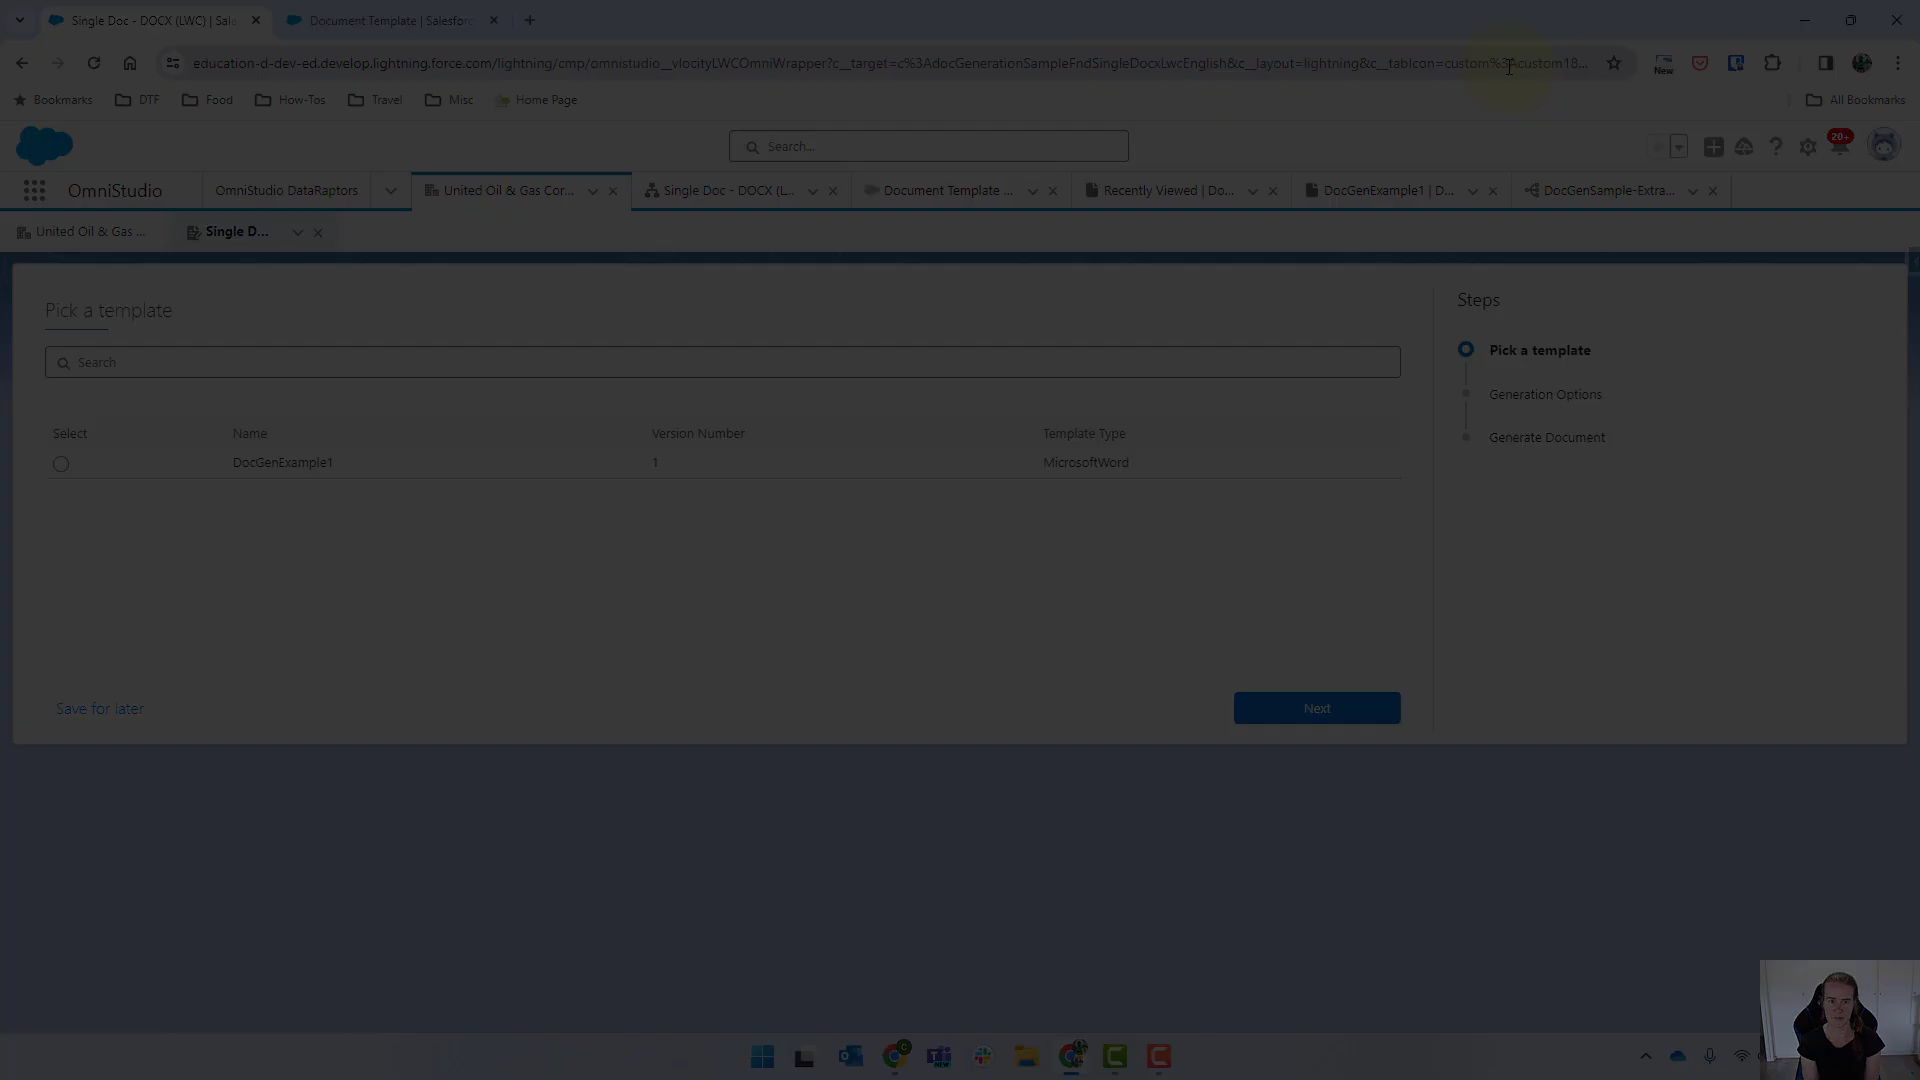 Single Doc - DOCX (LWC) | Sale
Document Template | Salesforc
education-d-dev-ed.develop.lightning.force.com/lightning/cmp/omnistudio__vlocityLWCOmniWrapper?c__target=c%3AdocGenerationSampleFndSingleDocxLwcEnglish&c__layout=lightning&c__tabIcon=custom%3Acustom18...
New
Bookmarks
DTF
Food
How-Tos
Travel
Misc
Home Page
All Bookmarks
Search...
20+
OmniStudio
OmniStudio DataRaptors
United Oil & Gas Cor...
Single Doc - DOCX (L...
Document Template ...
Recently Viewed | Do...
DocGenExample1 | D...
DocGenSample-Extra...
United Oil & Gas ...
Single D...
Pick a template
Search
Select Name Version Number Template Type
DocGenExample1 1 MicrosoftWord
Save for later
Next
Steps
Pick a template
Generation Options
Generate Document